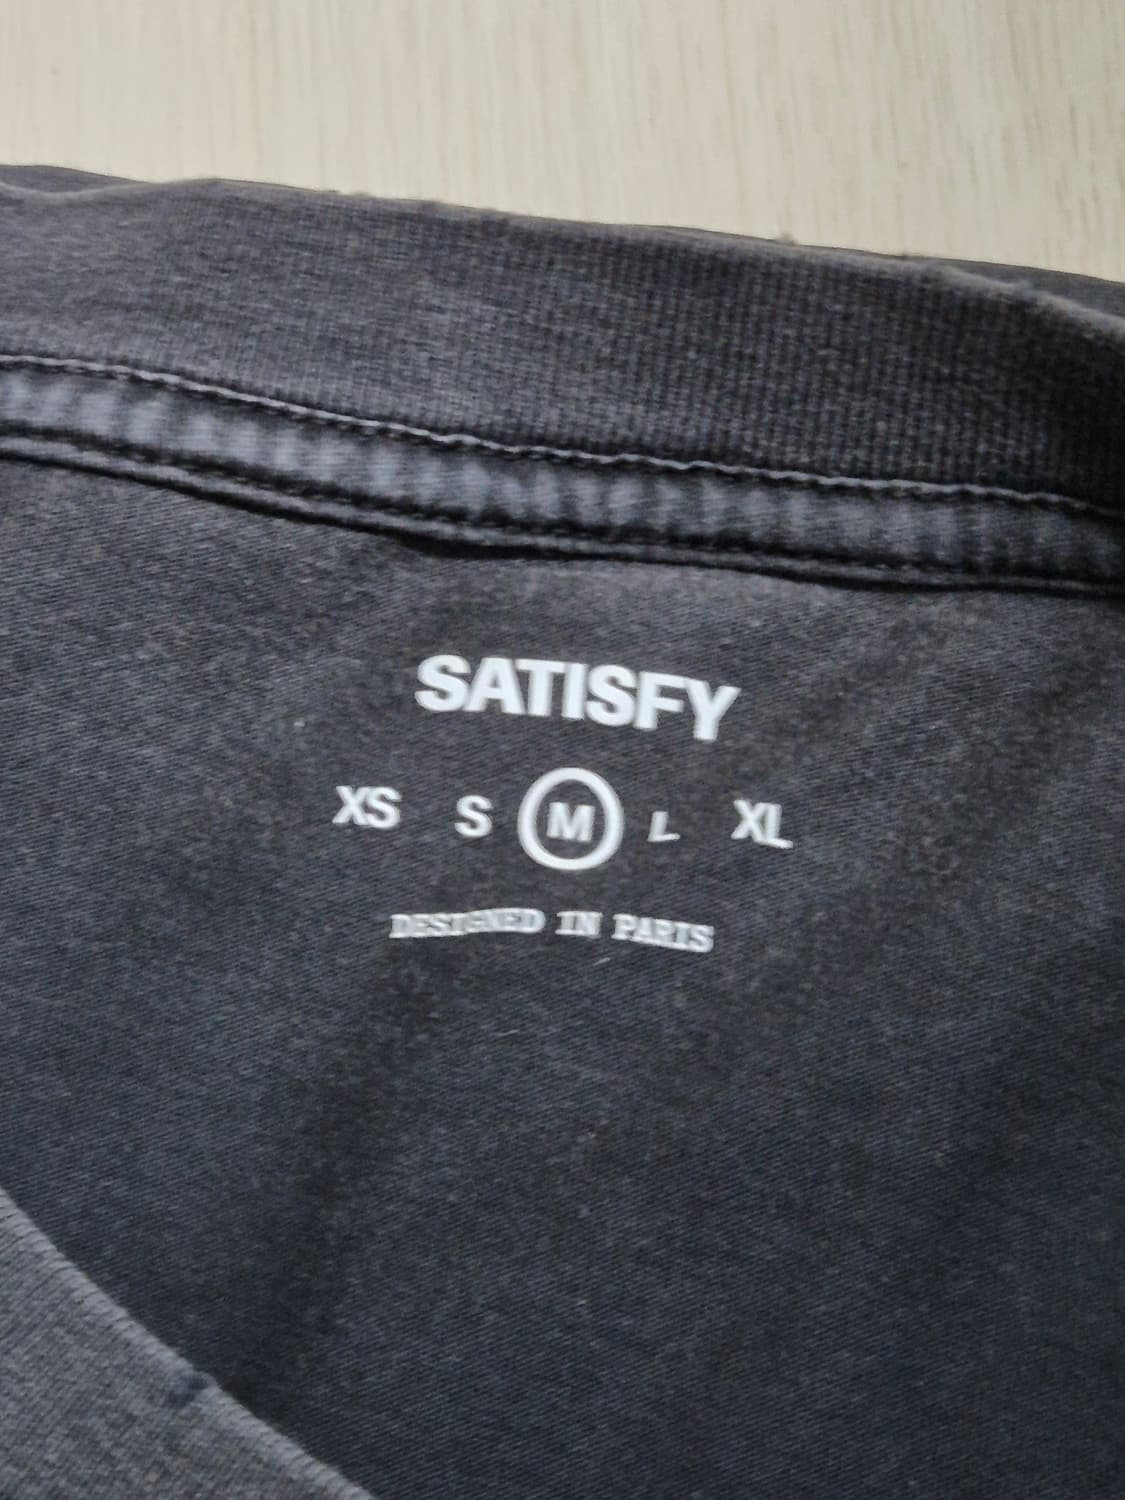 SATISFY
XS S M L XL
DESIGNED IN PARIS